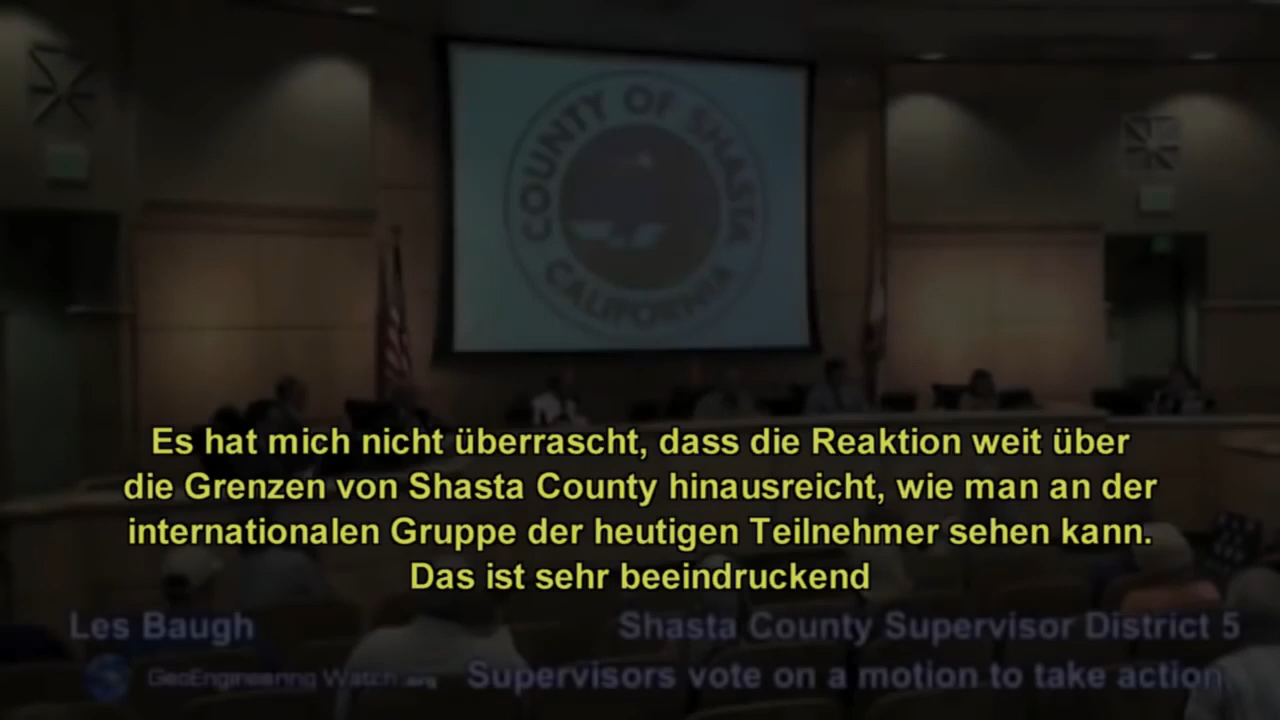 COUNTY OF SHASTA
CALIFORNIA
Es hat mich nicht überrascht, dass die Reaktion weit über
die Grenzen von Shasta County hinausreicht, wie man an der
internationalen Gruppe der heutigen Teilnehmer sehen kann.
Das ist sehr beeindruckend
Les Baugh
Shasta County Supervisor District 5
GeoEngineering Watch.org
Supervisors vote on a motion to take action